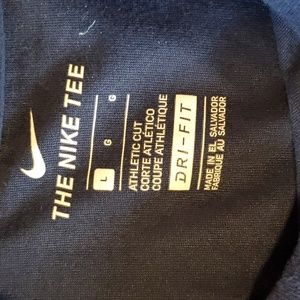 THE NIKE TEE
L G G
ATHLETIC CUT
CORTE ATLÉTICO
COUPE ATHLÉTIQUE
DRI-FIT
MADE IN EL SALVADOR
FABRIQUÉ AU SALVADOR